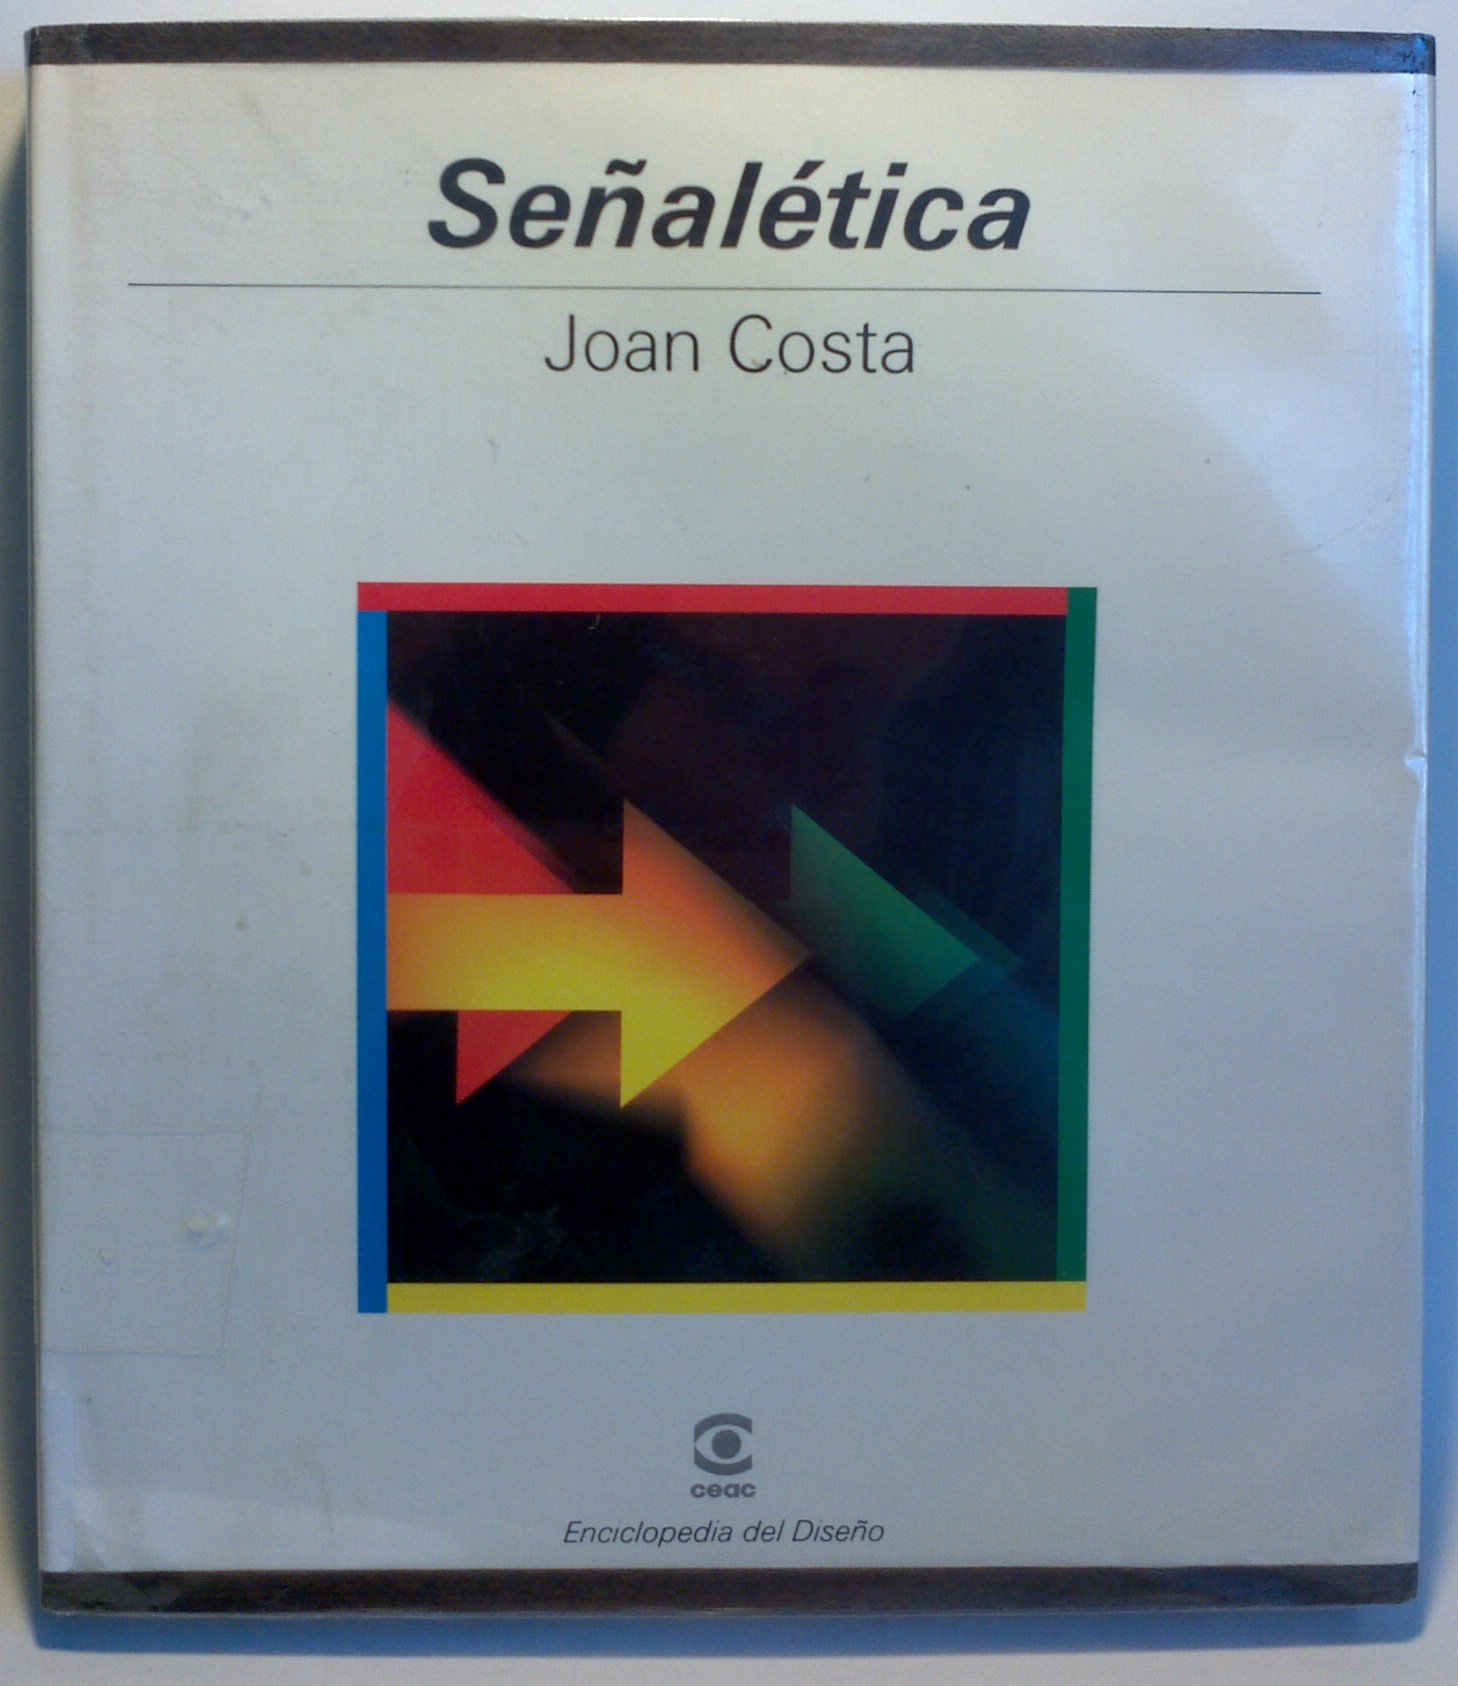 Señalética
Joan Costa
ceac
Enciclopedia del Diseño